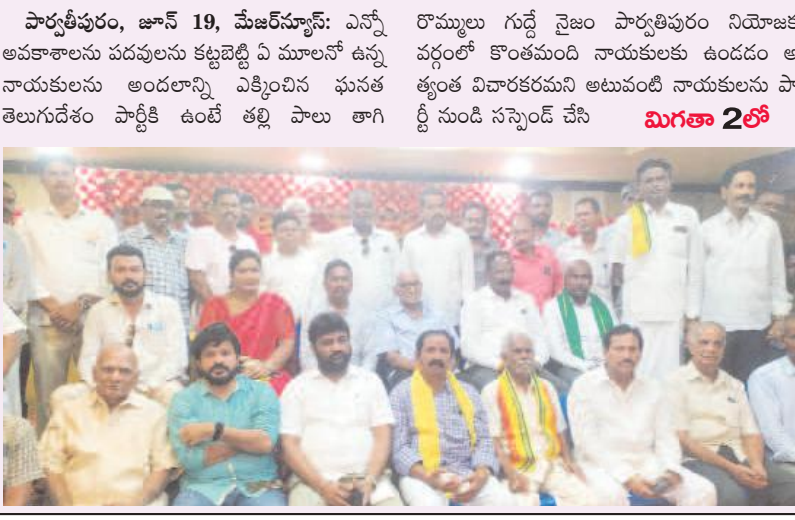 పార్వతీపురం, జూన్ 19, మేజర్‌న్యూస్: ఎన్నో
అవకాశాలను పదవులను కట్టబెట్టి ఏ మూలనో ఉన్న
నాయకులను అందలాన్ని ఎక్కించిన ఘనత
తెలుగుదేశం పార్టీకి ఉంటే తల్లి పాలు తాగి
రొమ్ములు గుద్దే నైజం పార్వతిపురం నియోజక
వర్గంలో కొంతమంది నాయకులకు ఉండడం అ
త్యంత విచారకరమని అటువంటి నాయకులను పా
ర్టీ నుండి సస్పెండ్ చేసి
మిగతా 2లో